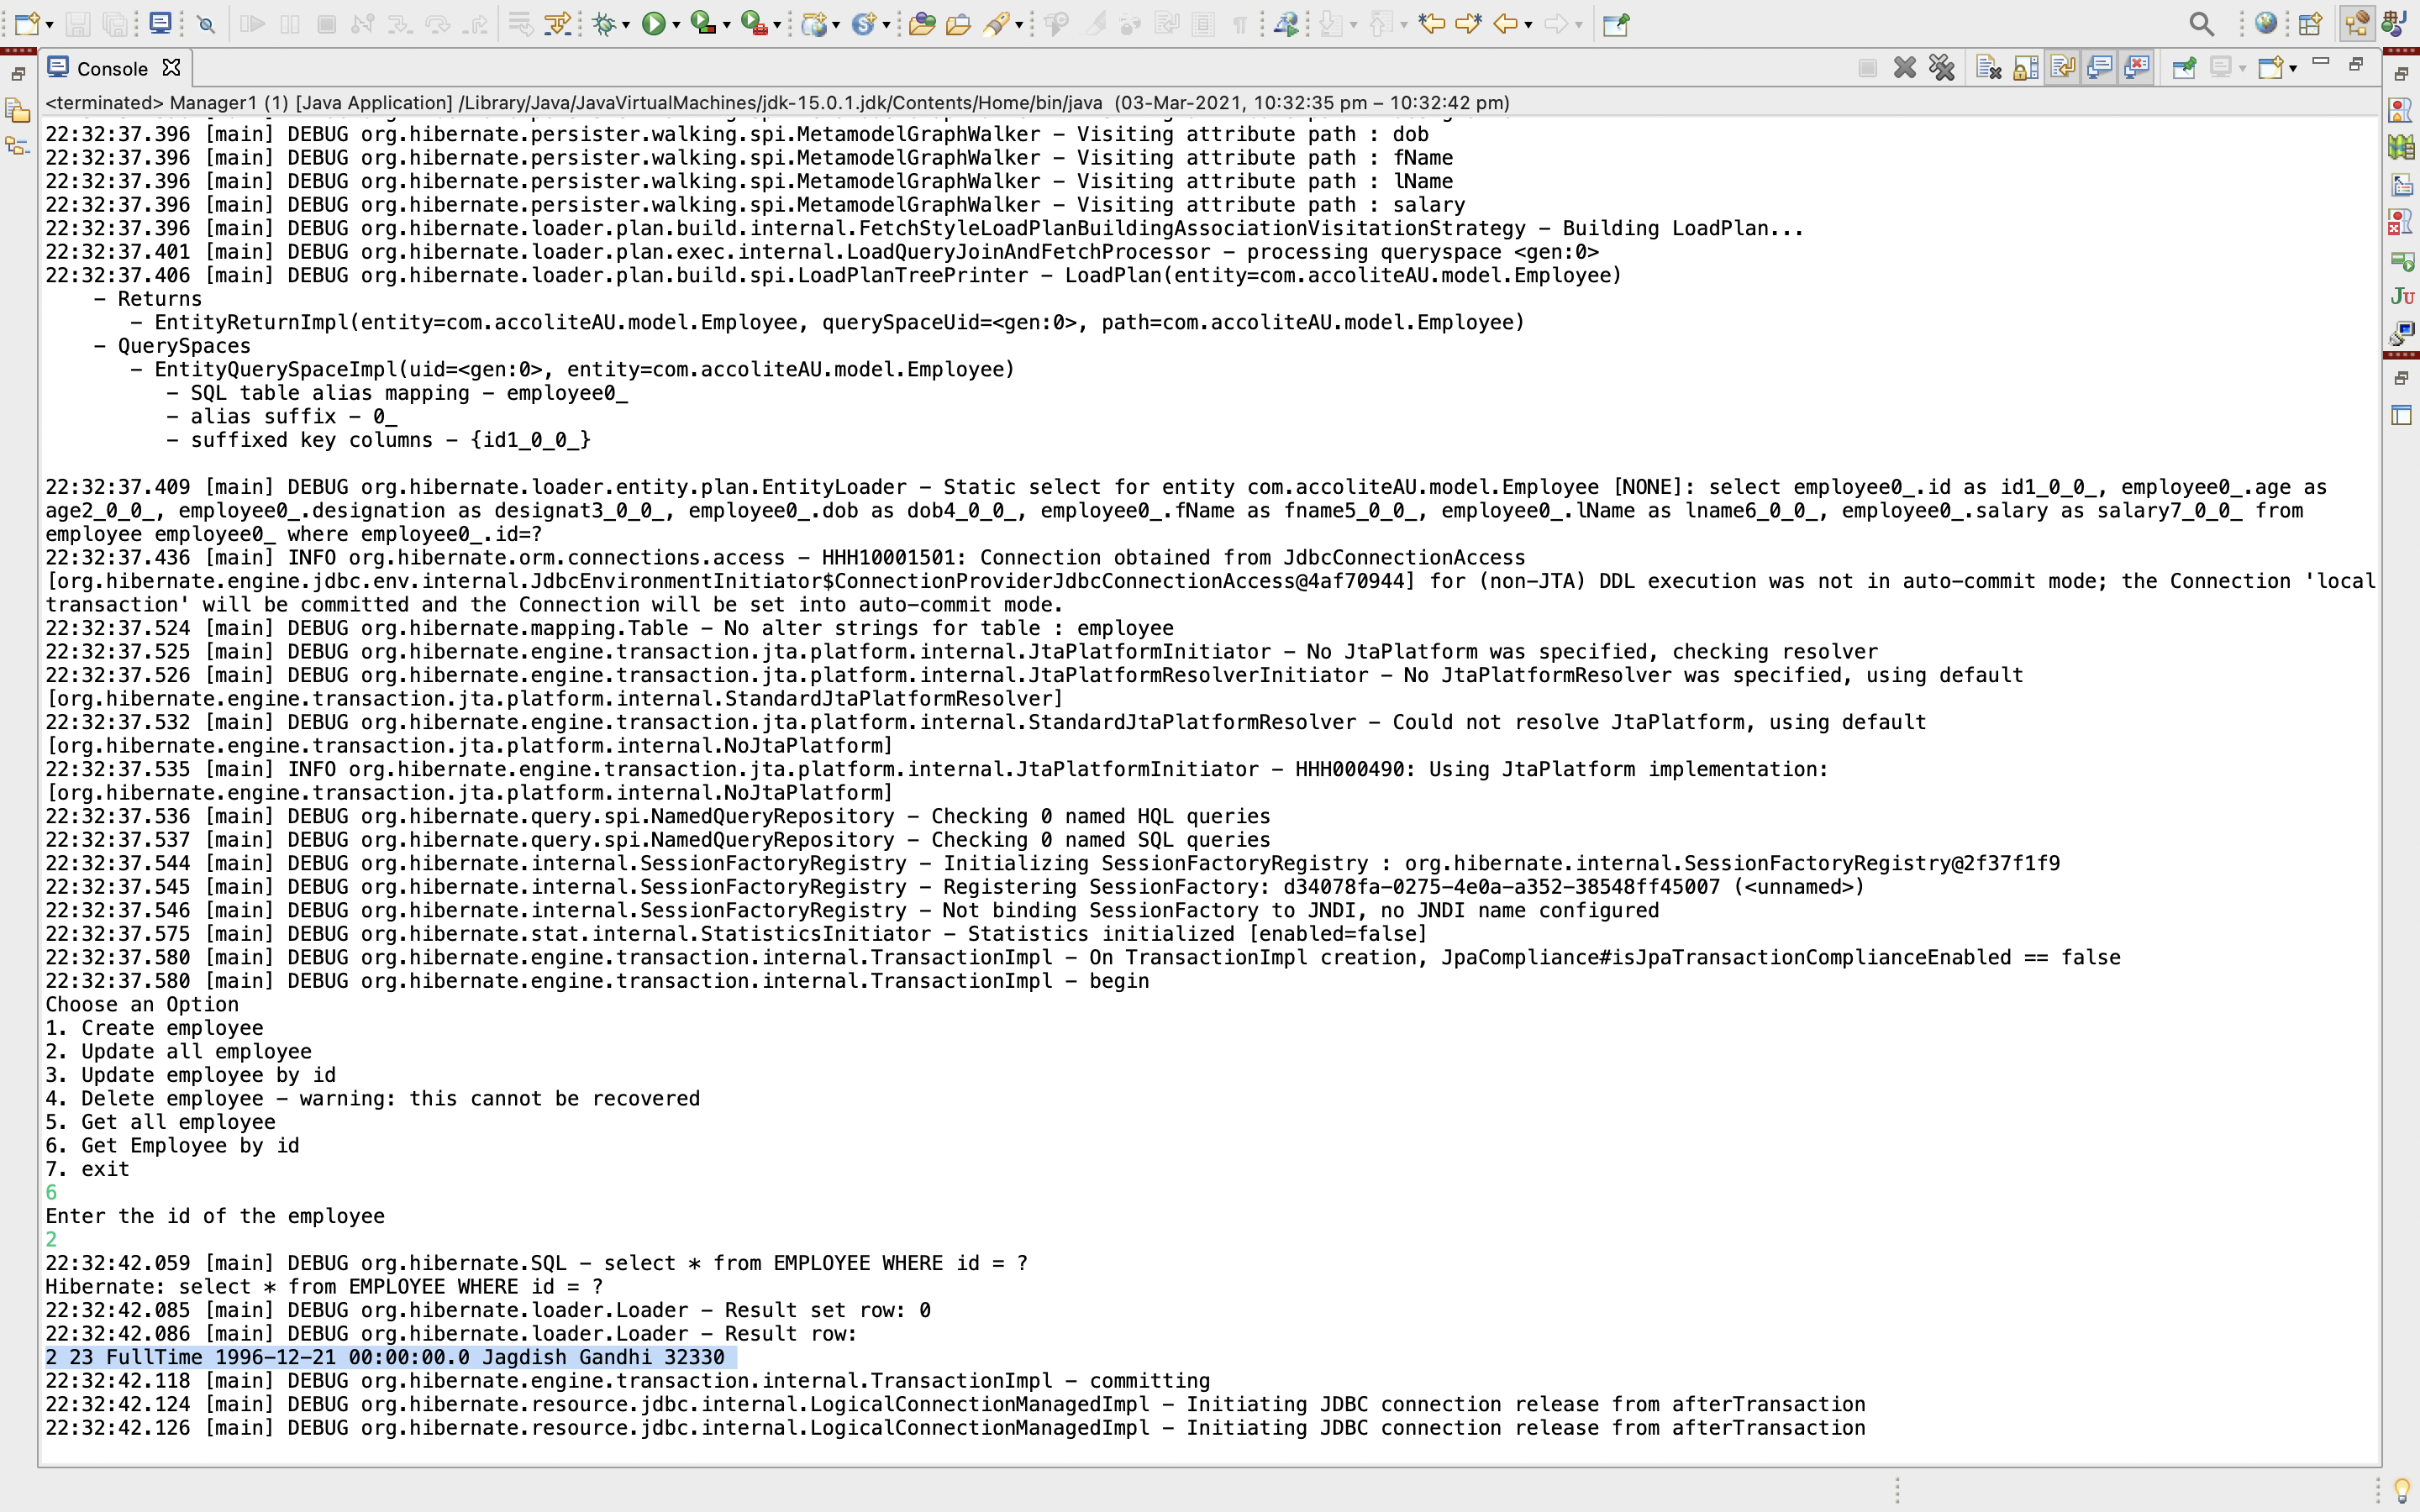 Console
<terminated> Manager1 (1) [Java Application] /Library/Java/JavaVirtualMachines/jdk-15.0.1.jdk/Contents/Home/bin/java (03-Mar-2021, 10:32:35 pm – 10:32:42 pm)
22:32:37.396 [main] DEBUG org.hibernate.persister.walking.spi.MetamodelGraphWalker - Visiting attribute path : dob
22:32:37.396 [main] DEBUG org.hibernate.persister.walking.spi.MetamodelGraphWalker - Visiting attribute path : fName
22:32:37.396 [main] DEBUG org.hibernate.persister.walking.spi.MetamodelGraphWalker - Visiting attribute path : lName
22:32:37.396 [main] DEBUG org.hibernate.persister.walking.spi.MetamodelGraphWalker - Visiting attribute path : salary
22:32:37.396 [main] DEBUG org.hibernate.loader.plan.build.internal.FetchStyleLoadPlanBuildingAssociationVisitationStrategy - Building LoadPlan...
22:32:37.401 [main] DEBUG org.hibernate.loader.plan.exec.internal.LoadQueryJoinAndFetchProcessor - processing queryspace <gen:0>
22:32:37.406 [main] DEBUG org.hibernate.loader.plan.build.spi.LoadPlanTreePrinter - LoadPlan(entity=com.accoliteAU.model.Employee)
- Returns
- EntityReturnImpl(entity=com.accoliteAU.model.Employee, querySpaceUid=<gen:0>, path=com.accoliteAU.model.Employee)
- QuerySpaces
- EntityQuerySpaceImpl(uid=<gen:0>, entity=com.accoliteAU.model.Employee)
- SQL table alias mapping - employee0_
- alias suffix - 0_
- suffixed key columns - {id1_0_0_}
22:32:37.409 [main] DEBUG org.hibernate.loader.entity.plan.EntityLoader - Static select for entity com.accoliteAU.model.Employee [NONE]: select employee0_.id as id1_0_0_, employee0_.age as
age2_0_0_, employee0_.designation as designat3_0_0_, employee0_.dob as dob4_0_0_, employee0_.fName as fname5_0_0_, employee0_.lName as lname6_0_0_, employee0_.salary as salary7_0_0_ from
employee employee0_ where employee0_.id=?
22:32:37.436 [main] INFO org.hibernate.orm.connections.access - HHH10001501: Connection obtained from JdbcConnectionAccess
[org.hibernate.engine.jdbc.env.internal.JdbcEnvironmentInitiator$ConnectionProviderJdbcConnectionAccess@4af70944] for (non-JTA) DDL execution was not in auto-commit mode; the Connection 'local
transaction' will be committed and the Connection will be set into auto-commit mode.
22:32:37.524 [main] DEBUG org.hibernate.mapping.Table - No alter strings for table : employee
22:32:37.525 [main] DEBUG org.hibernate.engine.transaction.jta.platform.internal.JtaPlatformInitiator - No JtaPlatform was specified, checking resolver
22:32:37.526 [main] DEBUG org.hibernate.engine.transaction.jta.platform.internal.JtaPlatformResolverInitiator - No JtaPlatformResolver was specified, using default
[org.hibernate.engine.transaction.jta.platform.internal.StandardJtaPlatformResolver]
22:32:37.532 [main] DEBUG org.hibernate.engine.transaction.jta.platform.internal.StandardJtaPlatformResolver - Could not resolve JtaPlatform, using default
[org.hibernate.engine.transaction.jta.platform.internal.NoJtaPlatform]
22:32:37.535 [main] INFO org.hibernate.engine.transaction.jta.platform.internal.JtaPlatformInitiator - HHH000490: Using JtaPlatform implementation:
[org.hibernate.engine.transaction.jta.platform.internal.NoJtaPlatform]
22:32:37.536 [main] DEBUG org.hibernate.query.spi.NamedQueryRepository - Checking 0 named HQL queries
22:32:37.537 [main] DEBUG org.hibernate.query.spi.NamedQueryRepository - Checking 0 named SQL queries
22:32:37.544 [main] DEBUG org.hibernate.internal.SessionFactoryRegistry - Initializing SessionFactoryRegistry : org.hibernate.internal.SessionFactoryRegistry@2f37f1f9
22:32:37.545 [main] DEBUG org.hibernate.internal.SessionFactoryRegistry - Registering SessionFactory: d34078fa-0275-4e0a-a352-38548ff45007 (<unnamed>)
22:32:37.546 [main] DEBUG org.hibernate.internal.SessionFactoryRegistry - Not binding SessionFactory to JNDI, no JNDI name configured
22:32:37.575 [main] DEBUG org.hibernate.stat.internal.StatisticsInitiator - Statistics initialized [enabled=false]
22:32:37.580 [main] DEBUG org.hibernate.engine.transaction.internal.TransactionImpl - On TransactionImpl creation, JpaCompliance#isJpaTransactionComplianceEnabled == false
22:32:37.580 [main] DEBUG org.hibernate.engine.transaction.internal.TransactionImpl - begin
Choose an Option
1. Create employee
2. Update all employee
3. Update employee by id
4. Delete employee - warning: this cannot be recovered
5. Get all employee
6. Get Employee by id
7. exit
6
Enter the id of the employee
2
22:32:42.059 [main] DEBUG org.hibernate.SQL - select * from EMPLOYEE WHERE id = ?
Hibernate: select * from EMPLOYEE WHERE id = ?
22:32:42.085 [main] DEBUG org.hibernate.loader.Loader - Result set row: 0
22:32:42.086 [main] DEBUG org.hibernate.loader.Loader - Result row:
2 23 FullTime 1996-12-21 00:00:00.0 Jagdish Gandhi 32330
22:32:42.118 [main] DEBUG org.hibernate.engine.transaction.internal.TransactionImpl - committing
22:32:42.124 [main] DEBUG org.hibernate.resource.jdbc.internal.LogicalConnectionManagedImpl - Initiating JDBC connection release from afterTransaction
22:32:42.126 [main] DEBUG org.hibernate.resource.jdbc.internal.LogicalConnectionManagedImpl - Initiating JDBC connection release from afterTransaction